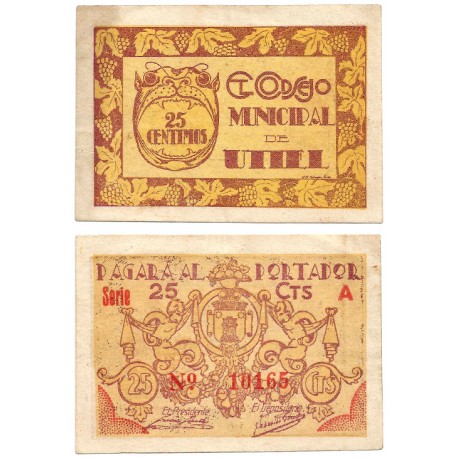 25
CENTIMOS
EL CONSEJO
MUNICIPAL
DE
UTIEL
PAGARÁ AL PORTADOR
Serie 25 CTS A
Nº 10165
25 CTS
El Presidente El Depositario